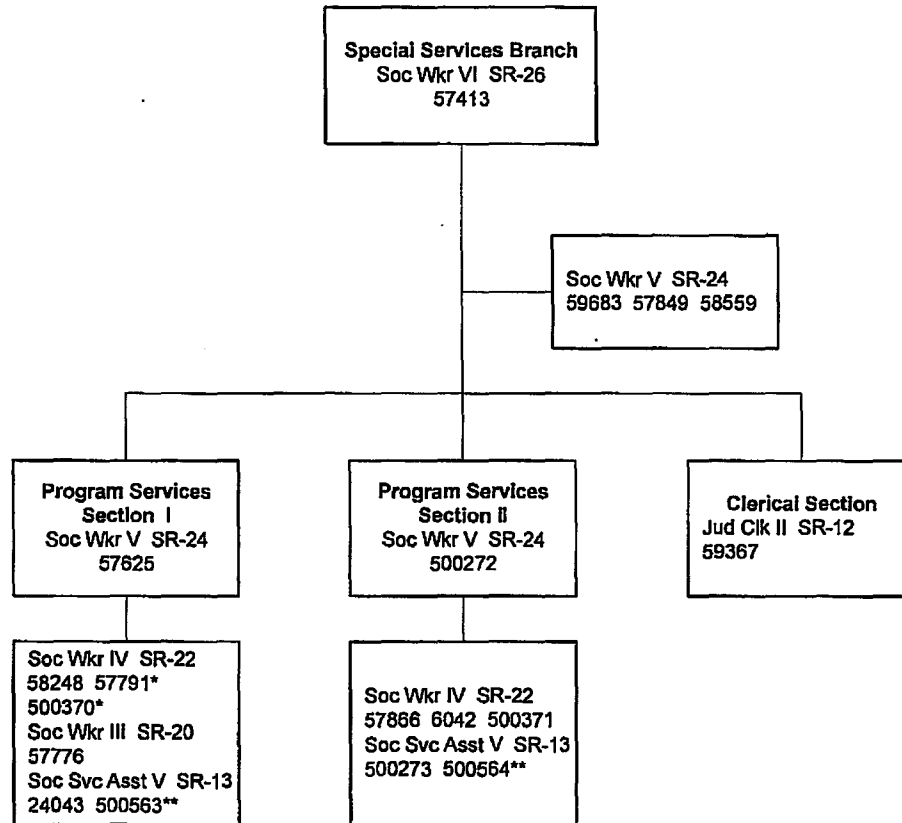 Special Services Branch
Soc Wkr VI SR-26
57413
Soc Wkr V SR-24
59683 57849 58559
Program Services
Section I
Soc Wkr V SR-24
57625
Program Services
Section II
Soc Wkr V SR-24
500272
Clerical Section
Jud Clk II SR-12
59367
Soc Wkr IV SR-22
58248 57791*
500370*
Soc Wkr III SR-20
57776
Soc Svc Asst V SR-13
24043 500563**
Soc Wkr IV SR-22
57866 6042 500371
Soc Svc Asst V SR-13
500273 500564**